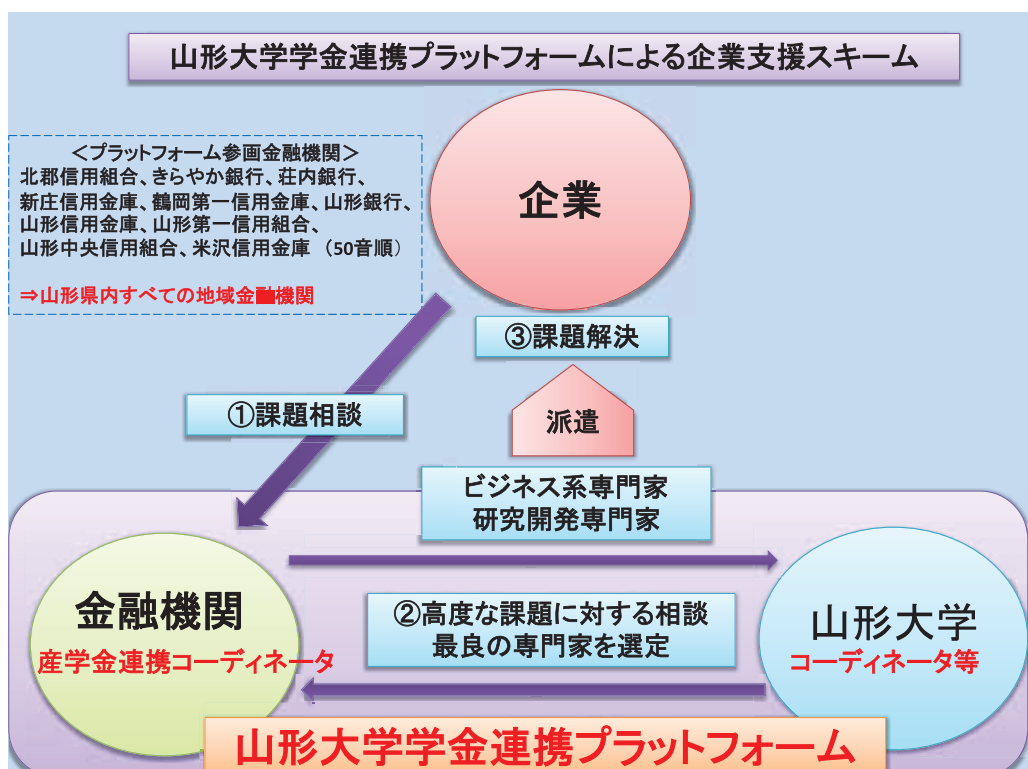 山形大学学金連携プラットフォームによる企業支援スキーム
＜プラットフォーム参画金融機関＞
北郡信用組合、きらやか銀行、荘内銀行、
新庄信用金庫、鶴岡第一信用金庫、山形銀行、
山形信用金庫、山形第一信用組合、
山形中央信用組合、米沢信用金庫 （50音順）
⇒山形県内すべての地域金融機関
企業
③課題解決
①課題相談
派遣
ビジネス系専門家
研究開発専門家
金融機関
産学金連携コーディネータ
②高度な課題に対する相談
最良の専門家を選定
山形大学
コーディネータ等
山形大学学金連携プラットフォーム